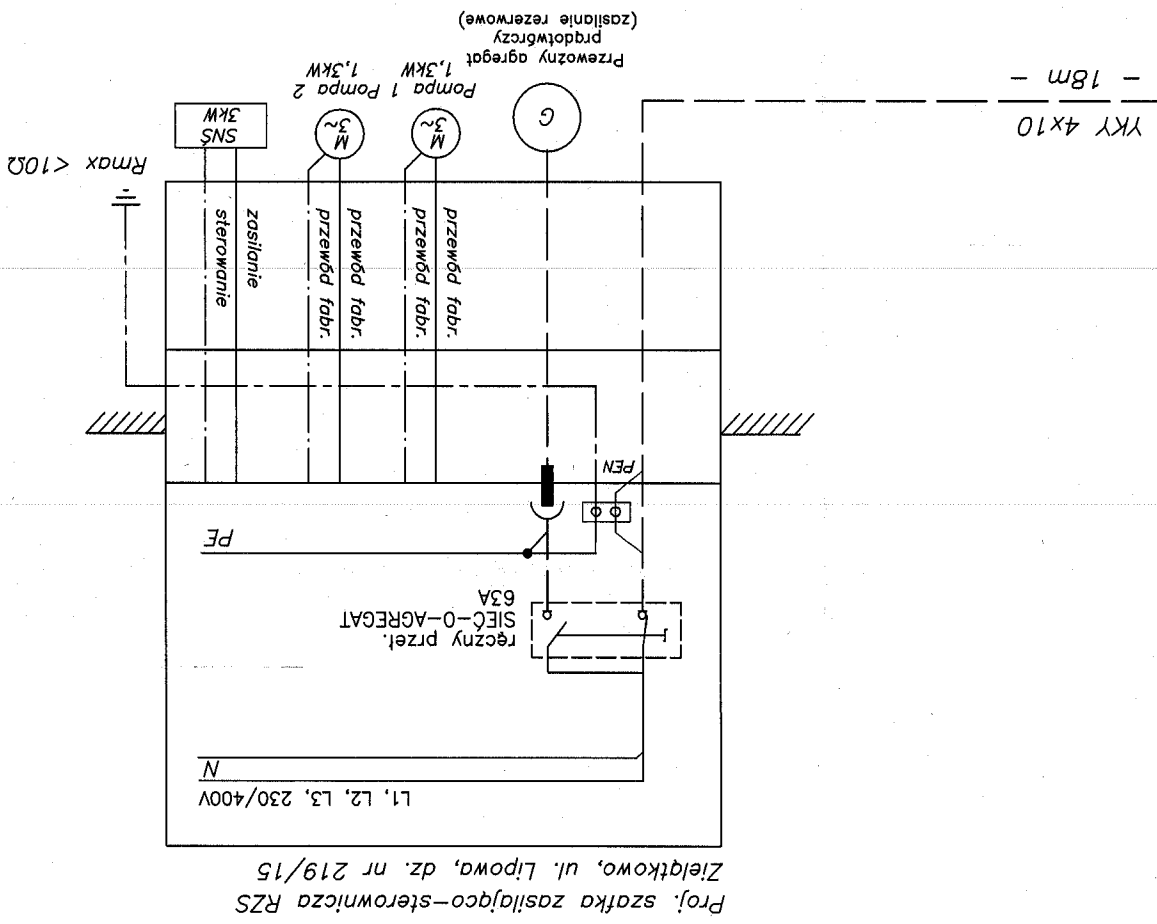 Proj. szafka zasilająco-sterownicza RZS
Zielątkowo, ul. Lipowa, dz. nr 219/15
L1, L2, L3, 230/400V
N
ręczny przeł.
SIEĆ-O-AGREGAT
63A
PE
PEN
przewód fabr.
przewód fabr.
przewód fabr.
przewód fabr.
zasilanie
sterowanie
Rmax <10Ω
YKY 4x10
- 18m -
G
Przewoźny agregat
prądotwórczy
(zasilanie rezerwowe)
M
3~
Pompa 1
1,3kW
M
3~
Pompa 2
1,3kW
SNŚ
3kW